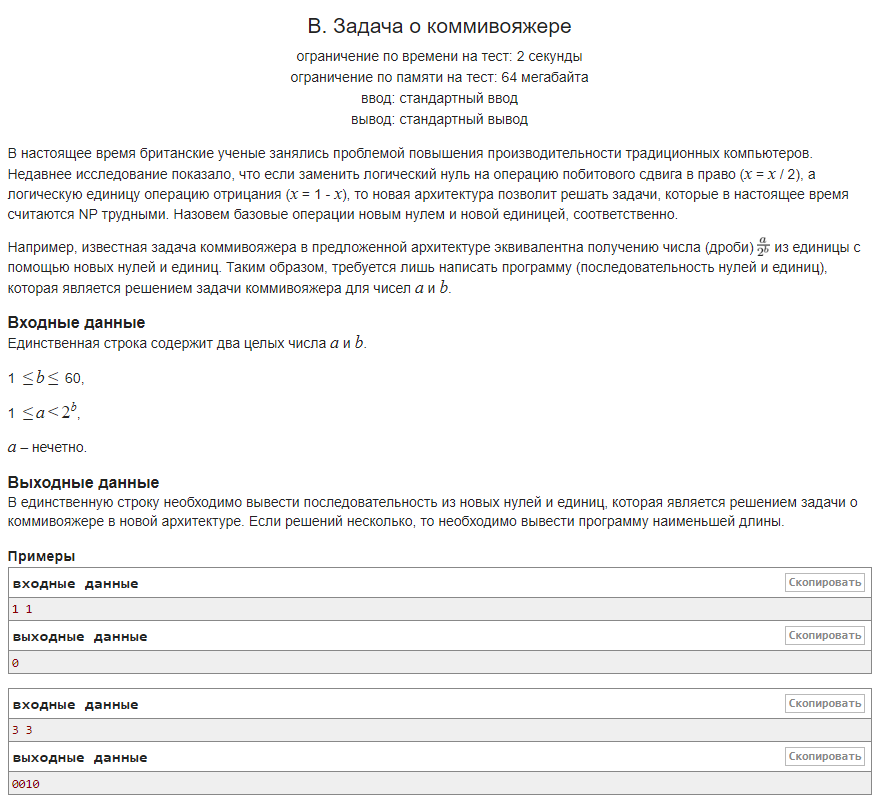 B. Задача о коммивояжере
ограничение по времени на тест: 2 секунды
ограничение по памяти на тест: 64 мегабайта
ввод: стандартный ввод
вывод: стандартный вывод
В настоящее время британские ученые занялись проблемой повышения производительности традиционных компьютеров.
Недавнее исследование показало, что если заменить логический нуль на операцию побитового сдвига в право (x = x / 2), а
логическую единицу операцию отрицания (x = 1 - x), то новая архитектура позволит решать задачи, которые в настоящее время
считаются NP трудными. Назовем базовые операции новым нулем и новой единицей, соответственно.
Например, известная задача коммивояжера в предложенной архитектуре эквивалентна получению числа (дроби) a/2^b из единицы с
помощью новых нулей и единиц. Таким образом, требуется лишь написать программу (последовательность нулей и единиц),
которая является решением задачи коммивояжера для чисел a и b.
Входные данные
Единственная строка содержит два целых числа a и b.
1 ≤ b ≤ 60,
1 ≤ a < 2^b,
a – нечетно.
Выходные данные
В единственную строку необходимо вывести последовательность из новых нулей и единиц, которая является решением задачи о
коммивояжере в новой архитектуре. Если решений несколько, то необходимо вывести программу наименьшей длины.
Примеры
входные данные Скопировать
1 1
выходные данные Скопировать
0
входные данные Скопировать
3 3
выходные данные Скопировать
0010